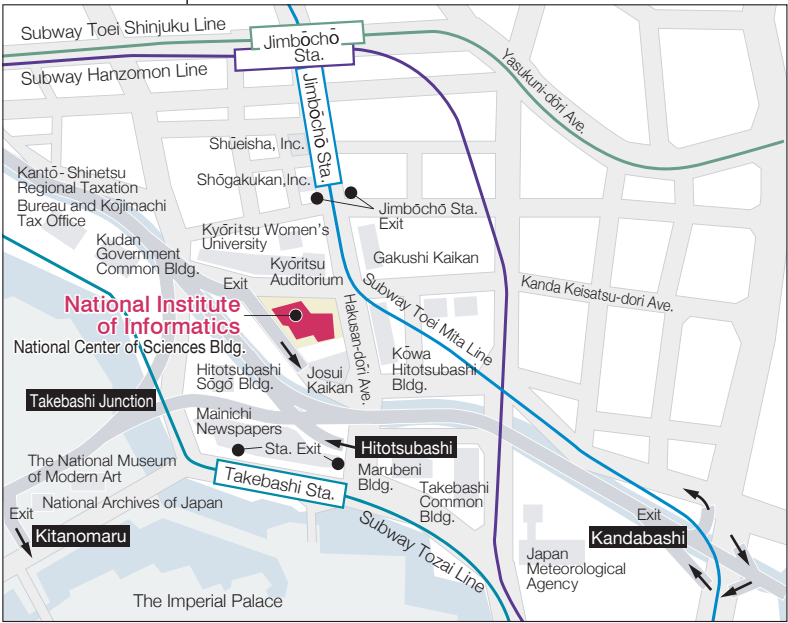 Subway Toei Shinjuku Line
Jimbōchō
Sta.
Subway Hanzomon Line
Yasukuni-dōri Ave.
Jimbōchō Sta.
Shūeisha, Inc.
Shōgakukan,Inc.
Kantō-Shinetsu
Regional Taxation
Bureau and Kōjimachi
Tax Office
Jimbōchō Sta.
Exit
Kyōritsu Women's
University
Kudan
Government
Common Bldg.
Gakushi Kaikan
Kyōritsu
Auditorium
Exit
Kanda Keisatsu-dori Ave.
National Institute
of Informatics
National Center of Sciences Bldg.
Hakusan-dōri Ave.
Subway Toei Mita Line
Kōwa
Hitotsubashi
Bldg.
Hitotsubashi
Sōgō Bldg.
Josui
Kaikan
Takebashi Junction
Mainichi
Newspapers
Sta. Exit
Hitotsubashi
The National Museum
of Modern Art
Takebashi Sta.
Marubeni
Bldg.
Takebashi
Common
Bldg.
National Archives of Japan
Exit
Kitanomaru
Subway Tozai Line
Exit
Kandabashi
Japan
Meteorological
Agency
The Imperial Palace